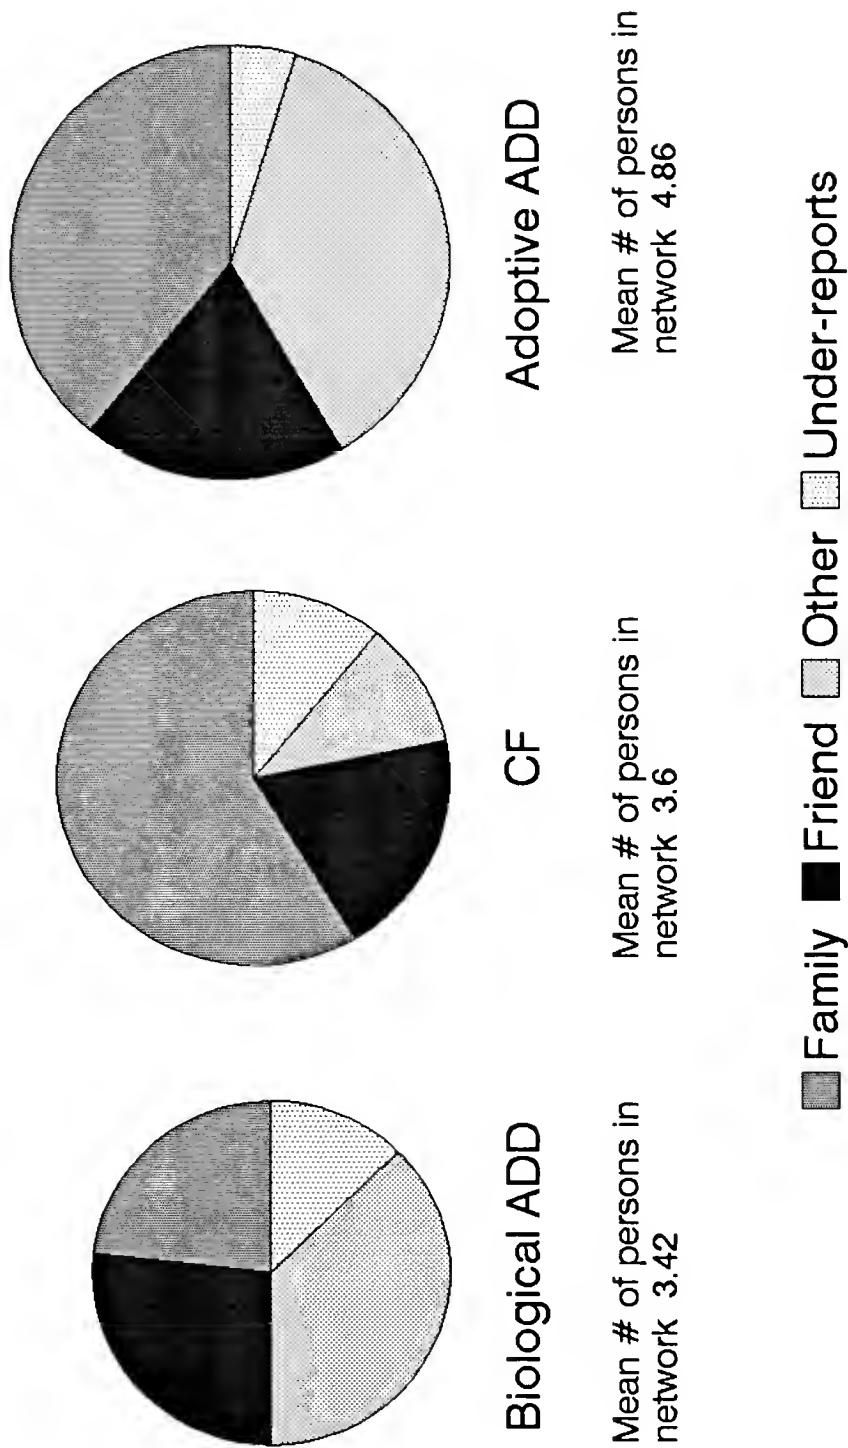 Biological ADD
Mean # of persons in
network 3.42
CF
Mean # of persons in
network 3.6
Adoptive ADD
Mean # of persons in
network 4.86
Family Friend Other Under-reports